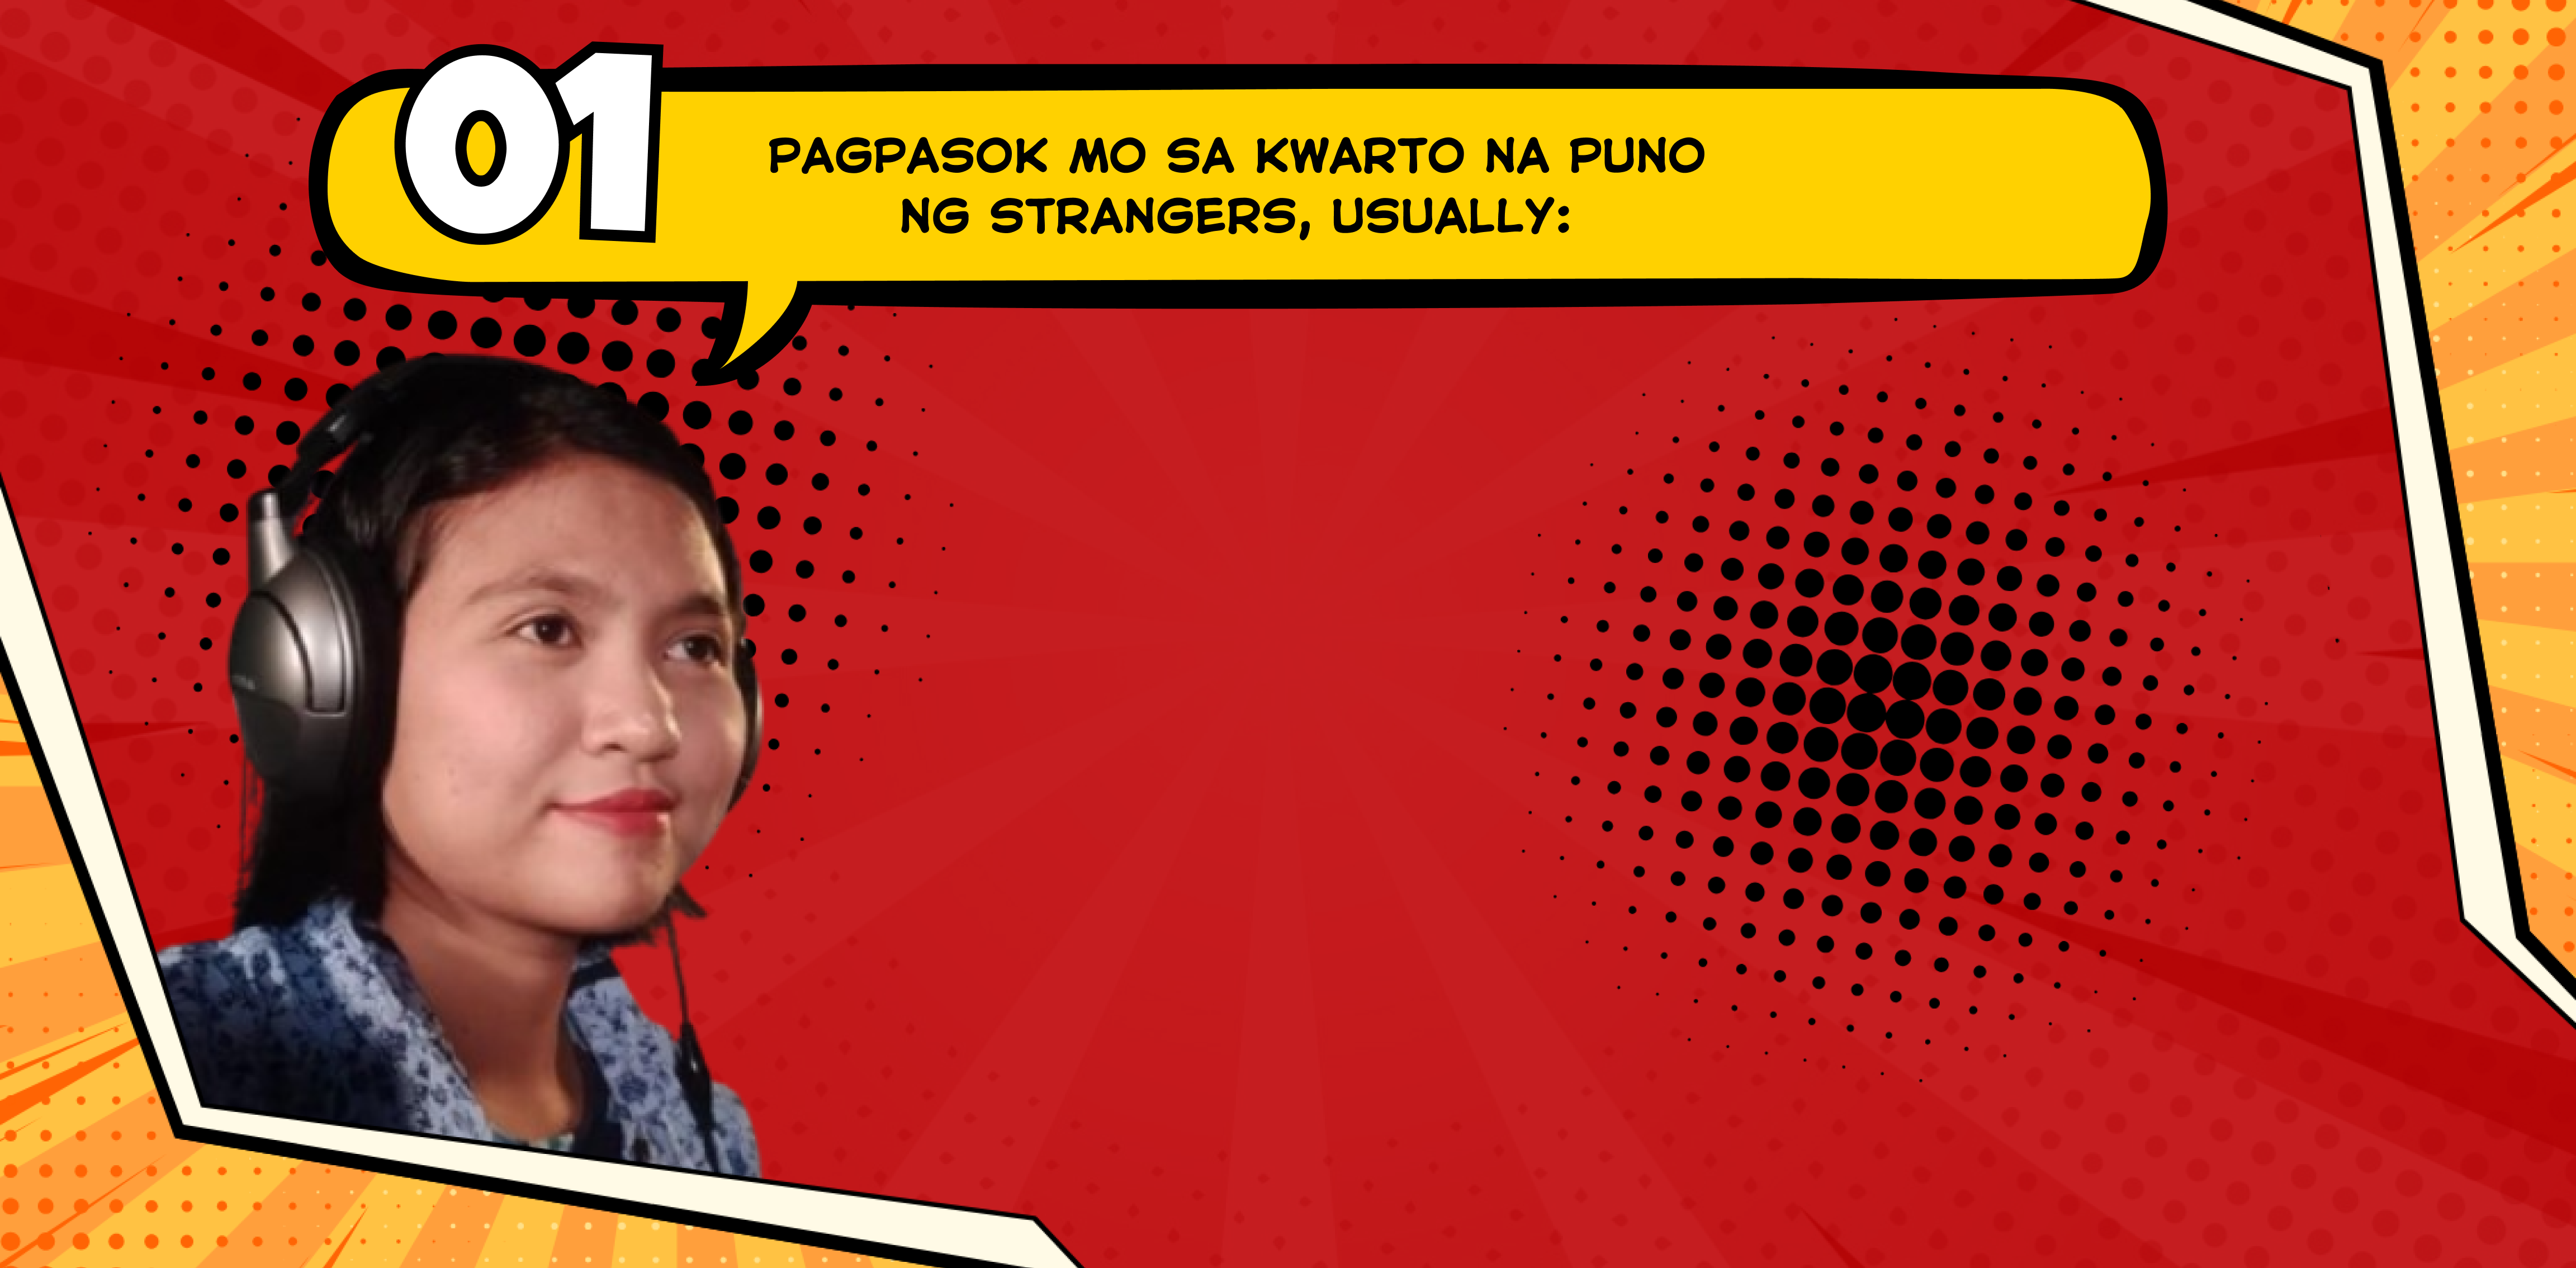 01
PAGPASOK MO SA KWARTO NA PUNO
NG STRANGERS, USUALLY: